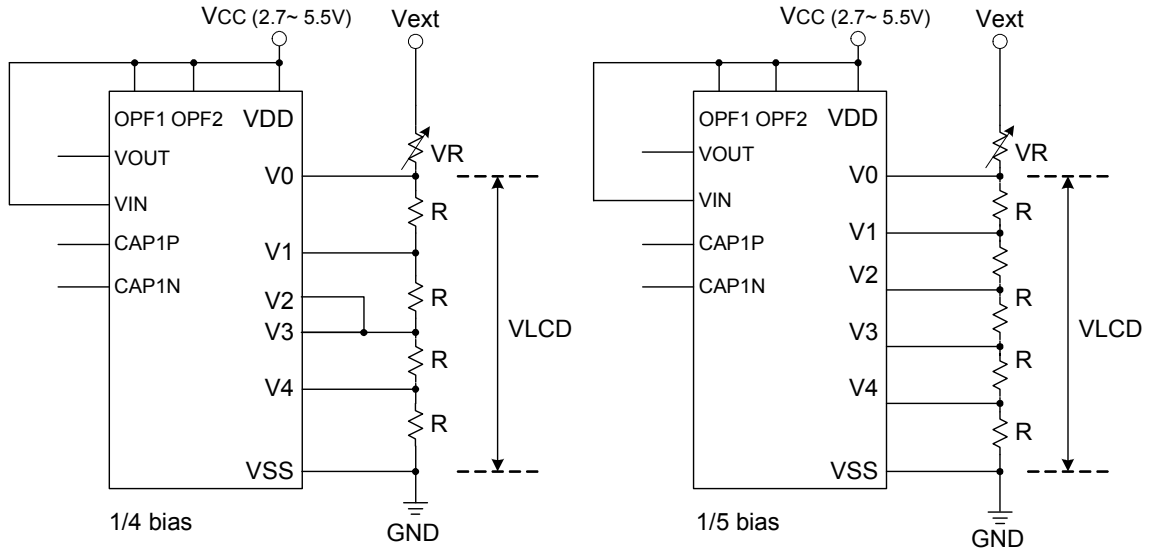 VCC (2.7~ 5.5V)
Vext
OPF1 OPF2 VDD
VR
VOUT
V0
VIN
R
V1
CAP1P
CAP1N
V2
R
V3
VLCD
R
V4
R
VSS
1/4 bias
GND
VCC (2.7~ 5.5V)
Vext
OPF1 OPF2 VDD
VR
VOUT
V0
VIN
R
V1
CAP1P
R
V2
CAP1N
R
V3
VLCD
R
V4
R
VSS
1/5 bias
GND